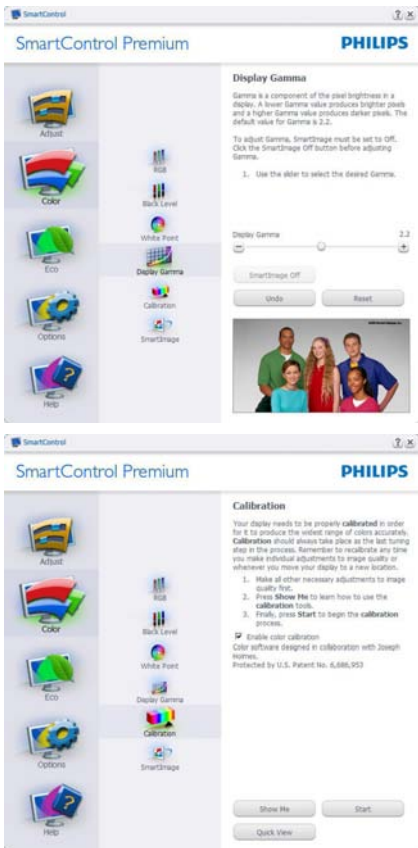 SmartControl
SmartControl Premium
PHILIPS
Adjust
Color
Eco
Options
Help
RGB
Black Level
White Point
Display Gamma
Calibration
SmartImage
Display Gamma
Gamma is a component of the pixel brightness in a
display. A lower Gamma value produces brighter pixels
and a higher Gamma value produces darker pixels. The
default value for Gamma is 2.2.
To adjust Gamma, SmartImage must be set to Off.
Click the SmartImage Off button before adjusting
Gamma.
1. Use the slider to select the desired Gamma.
Display Gamma 2.2
SmartImage Off
Undo Reset
SmartControl
SmartControl Premium
PHILIPS
Adjust
Color
Eco
Options
Help
RGB
Black Level
White Point
Display Gamma
Calibration
SmartImage
Calibration
Your display needs to be properly calibrated in order
for it to produce the widest range of colors accurately.
Calibration should always take place as the last tuning
step in the process. Remember to recalibrate any time
you make individual adjustments to image quality or
whenever you move your display to a new location.
1. Make all other necessary adjustments to image
quality first.
2. Press Show Me to learn how to use the
calibration tools.
3. Finally, press Start to begin the calibration
process.
Enable color calibration
Color software designed in collaboration with Joseph
Holmes.
Protected by U.S. Patent No. 6,686,953
Show Me Start
Quick View